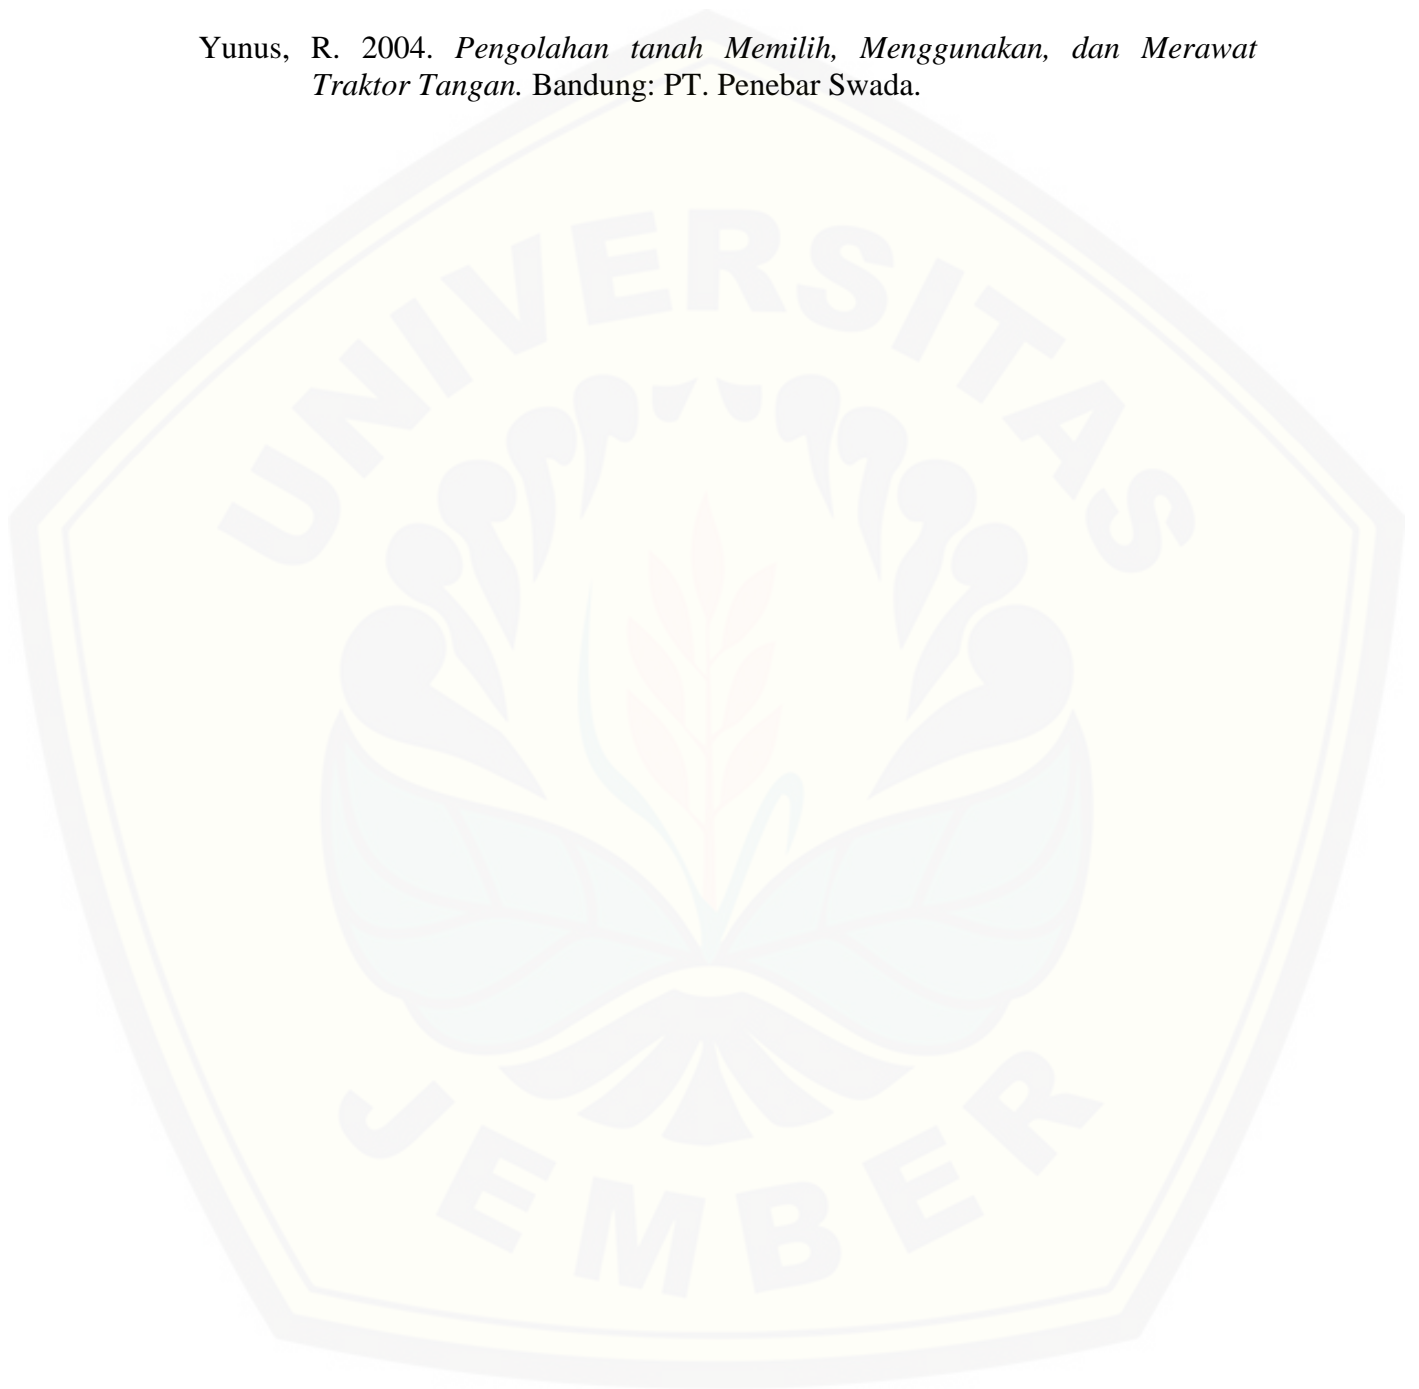 Yunus, R. 2004. Pengolahan tanah Memilih, Menggunakan, dan Merawat
Traktor Tangan. Bandung: PT. Penebar Swada.
UNIVERSITAS
JEMBER